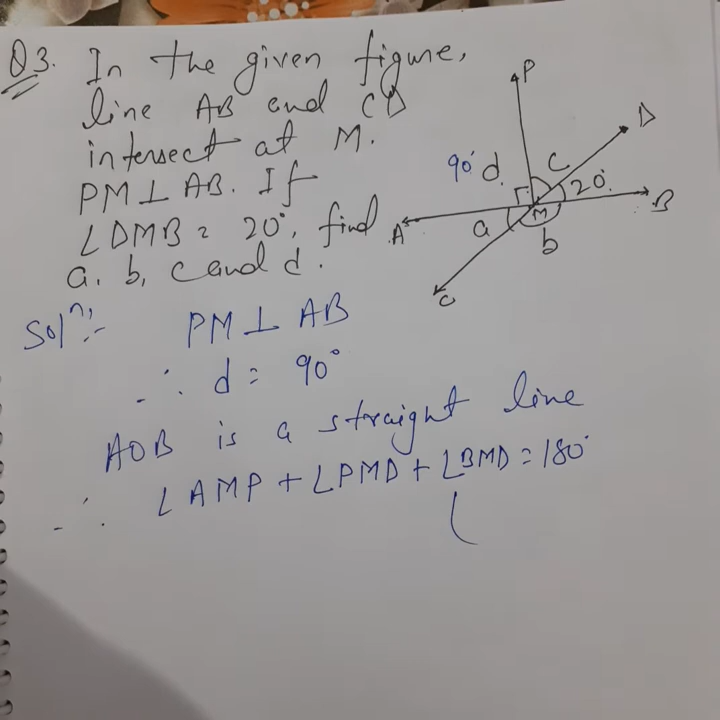 Q3. In the given figure,
line AB and CD
intersect at M.
PM ⊥ AB. If
∠DMB = 20°, find
a, b, c and d.
P
D
90° d
c
20°
B
A
M
a
b
C
Solⁿ:-
PM ⊥ AB
∴ d = 90°
AOB is a straight line
∴ ∠AMP + ∠PMD + ∠BMD = 180°
(